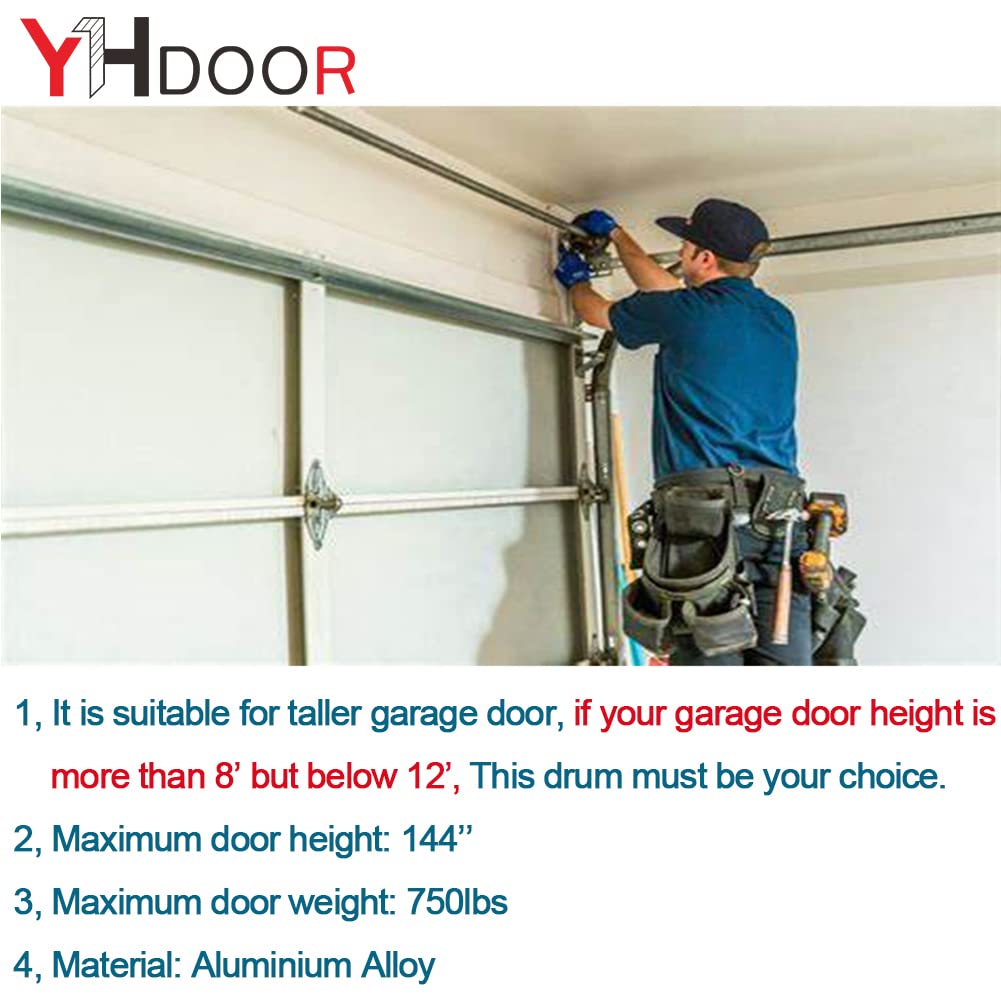 Y1HDOOR
1, It is suitable for taller garage door, if your garage door height is
more than 8’ but below 12’, This drum must be your choice.
2, Maximum door height: 144’’
3, Maximum door weight: 750lbs
4, Material: Aluminium Alloy